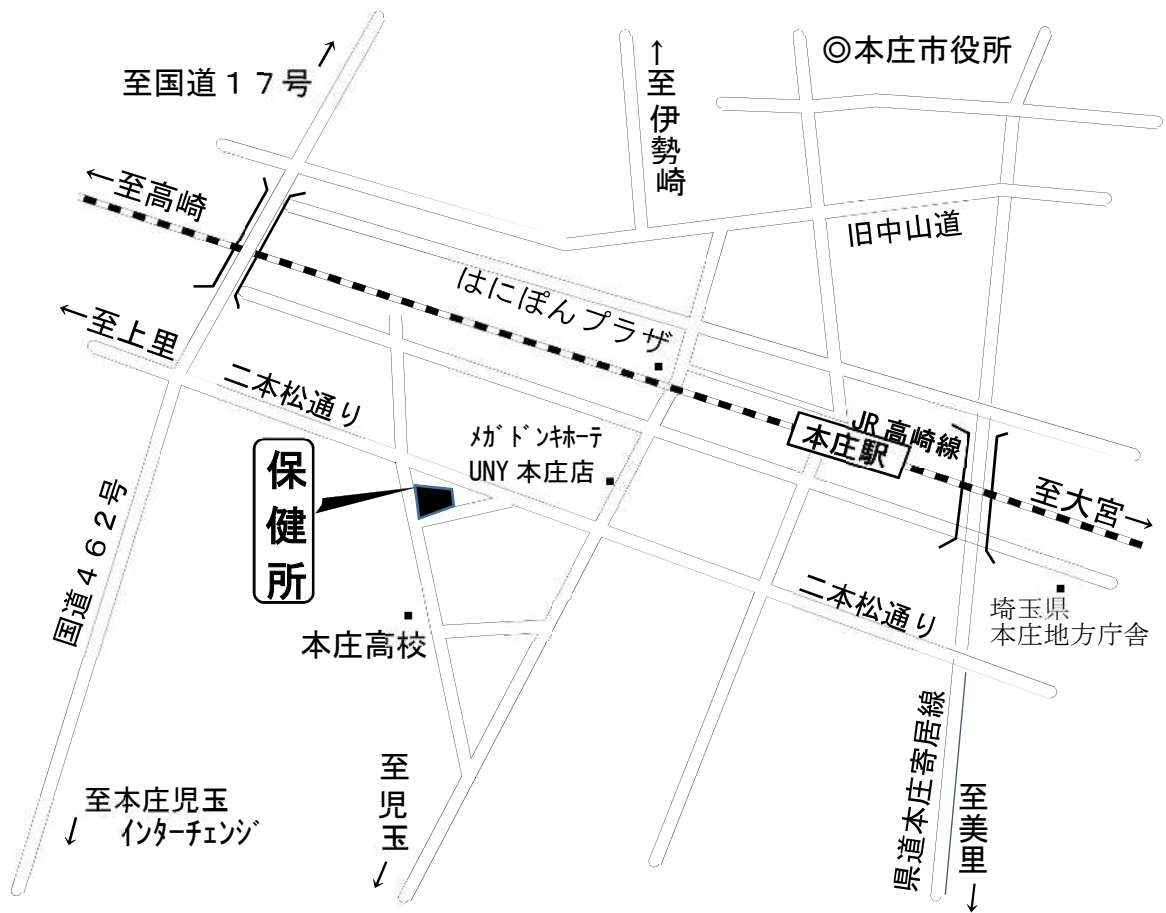 ◎本庄市役所
至国道１７号
↑至伊勢崎
←至高崎
旧中山道
はにぽんプラザ
←至上里
二本松通り
JR高崎線
本庄駅
ﾒｶﾞﾄﾞﾝｷﾎｰﾃ
UNY本庄店
保健所
至大宮→
国道４６２号
二本松通り
埼玉県
本庄地方庁舎
本庄高校
県道本庄寄居線
至児玉
↓
至本庄児玉
インターチェンジ
↓
至美里
↓